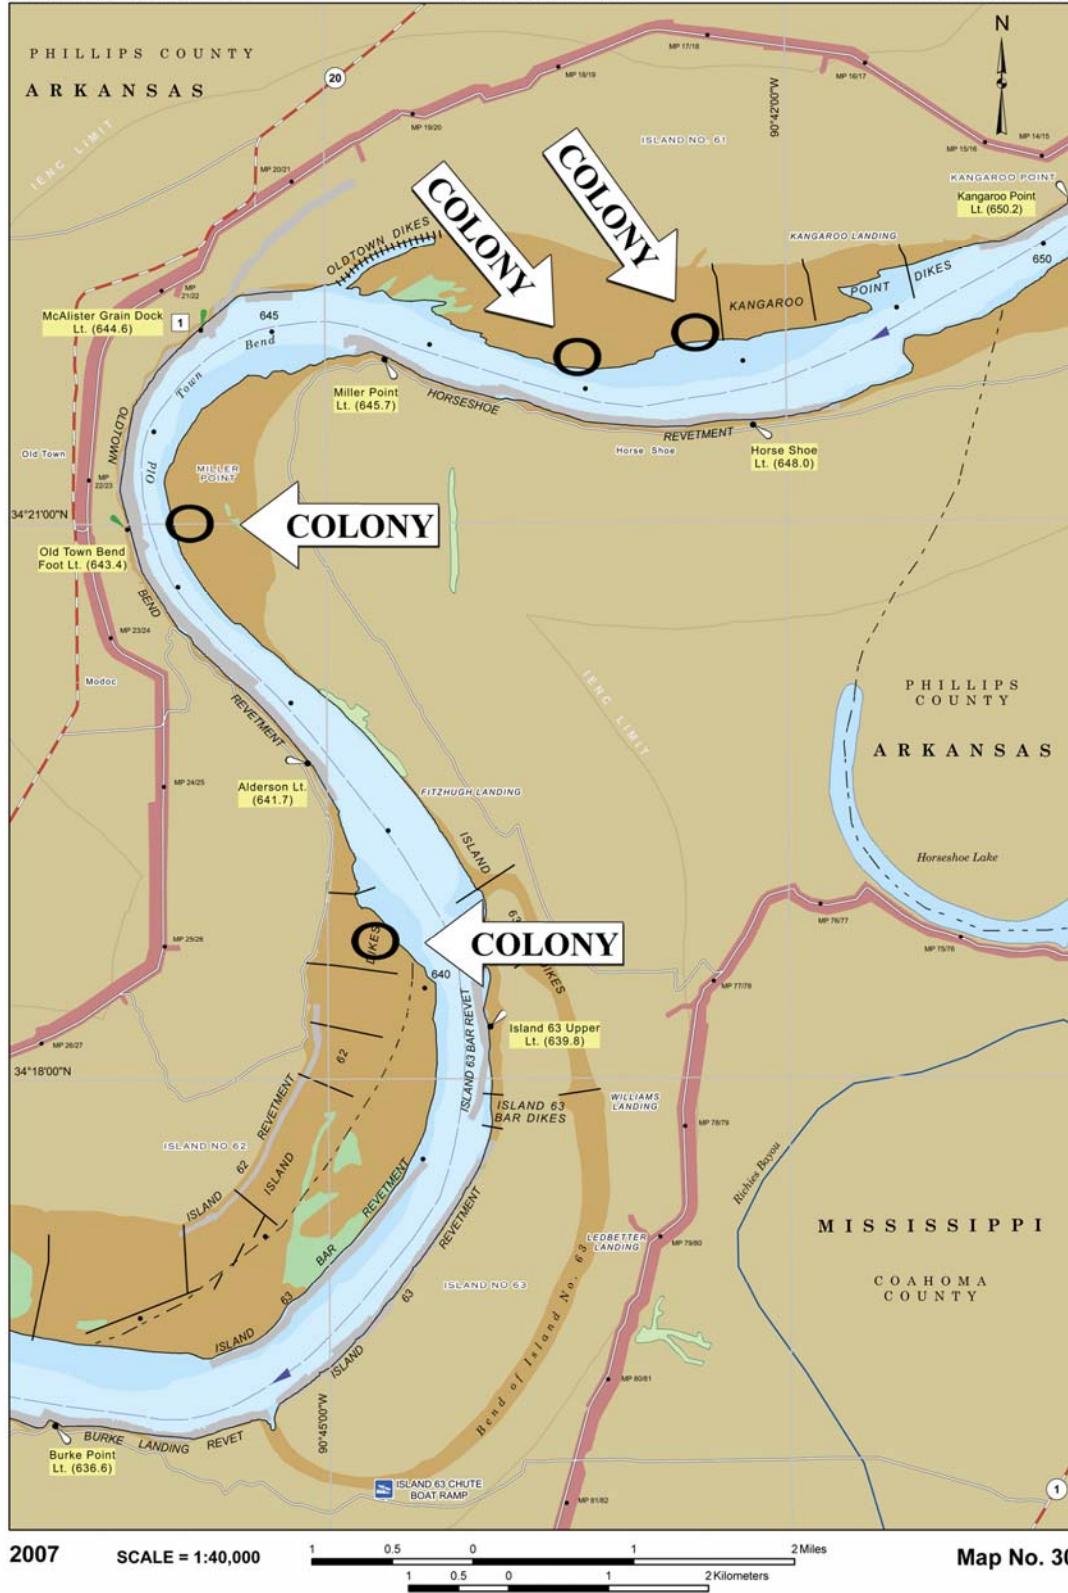 PHILLIPS COUNTY
ARKANSAS
IENC LIMIT
20
MP 17/18
MP 18/19
MP 16/17
MP 19/20
MP 20/21
90°42'00"W
N
MP 14/15
MP 15/16
ISLAND NO. 61
KANGAROO POINT
Kangaroo Point
Lt. (650.2)
COLONY
COLONY
OLDTOWN DIKES
KANGAROO LANDING
KANGAROO POINT DIKES
650
MP
21/22
McAlister Grain Dock
Lt. (644.6)
1
645
Old Town Bend
Miller Point
Lt. (645.7)
HORSESHOE REVETMENT
Horse Shoe
Horse Shoe
Lt. (648.0)
OLDTOWN BEND REVETMENT
Old Town
MP
22/23
MILLER
POINT
34°21'00"N
COLONY
Old Town Bend
Foot Lt. (643.4)
MP 23/24
Modoc
IENC LIMIT
PHILLIPS
COUNTY
ARKANSAS
MP 24/25
Alderson Lt.
(641.7)
FITZHUGH LANDING
Horseshoe Lake
ISLAND 63 DIKES
MP 76/77
MP 75/76
MP 25/26
DIKES
COLONY
640
MP 77/78
Island 63 Upper
Lt. (639.8)
ISLAND 63 BAR REVET
MP 26/27
34°18'00"N
62
ISLAND 63
BAR DIKES
WILLIAMS
LANDING
MP 78/79
ISLAND NO 62
ISLAND 62 REVETMENT
ISLAND
Richies Bayou
LEDBETTER
LANDING
MP 79/80
MISSISSIPPI
COAHOMA
COUNTY
ISLAND 63 BAR REVETMENT
ISLAND 63 REVETMENT
ISLAND NO 63
Bend of Island No. 63
MP 80/81
90°45'00"W
BURKE LANDING REVET
Burke Point
Lt. (636.6)
ISLAND 63 CHUTE
BOAT RAMP
MP 81/82
1
2007 SCALE = 1:40,000 1 0.5 0 1 2 Miles Map No. 30
1 0.5 0 1 2 Kilometers